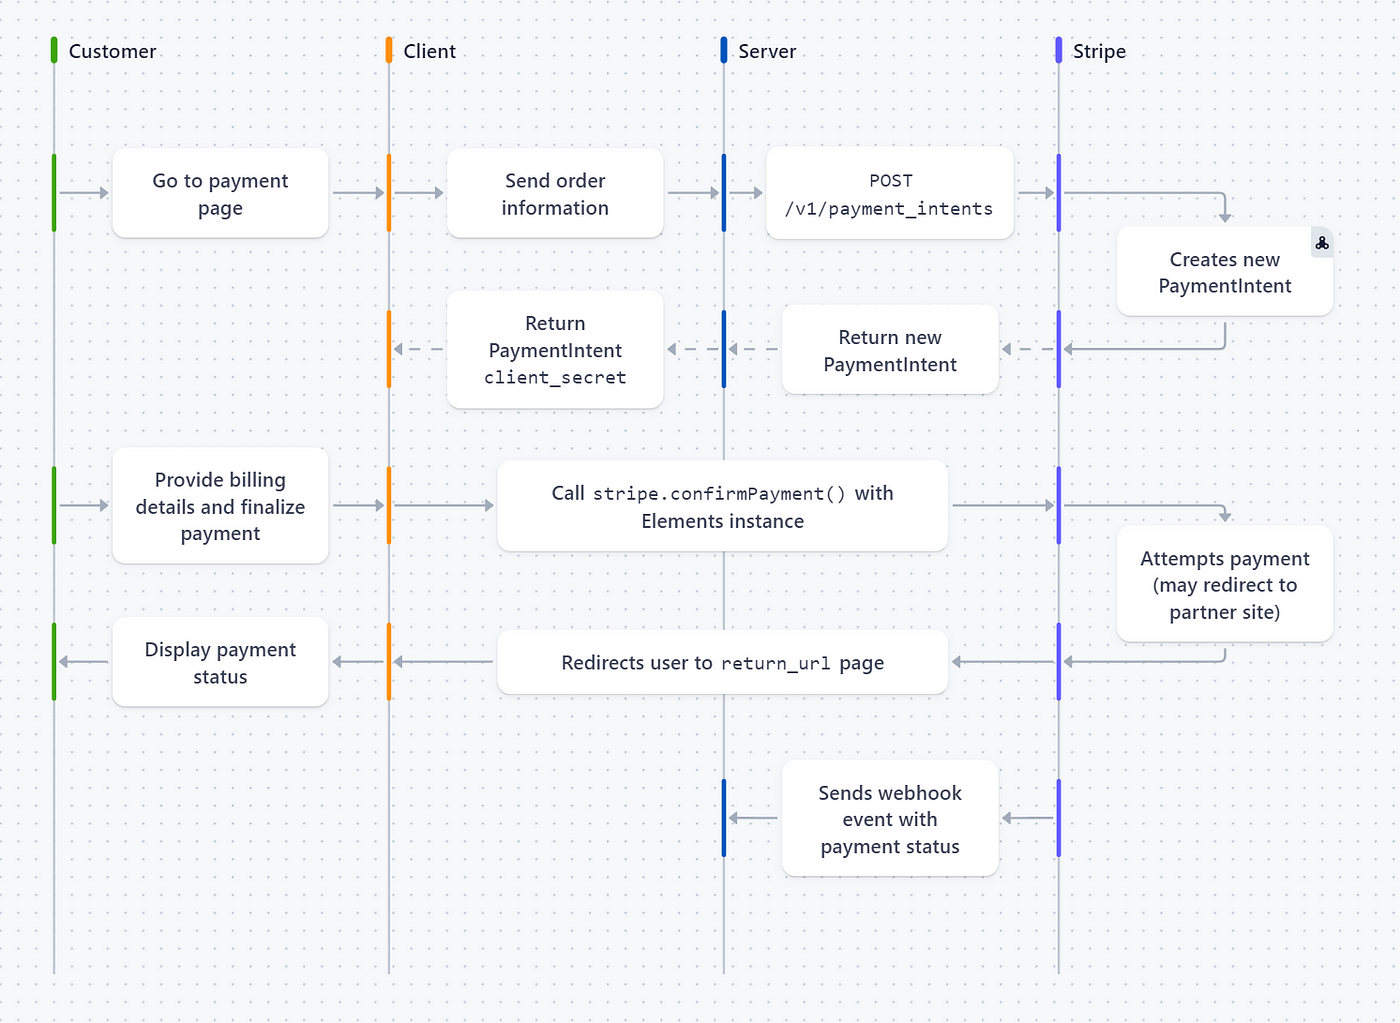 Customer
Client
Server
Stripe
Go to payment
page
Send order
information
POST
/v1/payment_intents
Creates new
PaymentIntent
Return
PaymentIntent
client_secret
Return new
PaymentIntent
Provide billing
details and finalize
payment
Call stripe.confirmPayment() with
Elements instance
Attempts payment
(may redirect to
partner site)
Display payment
status
Redirects user to return_url page
Sends webhook
event with
payment status